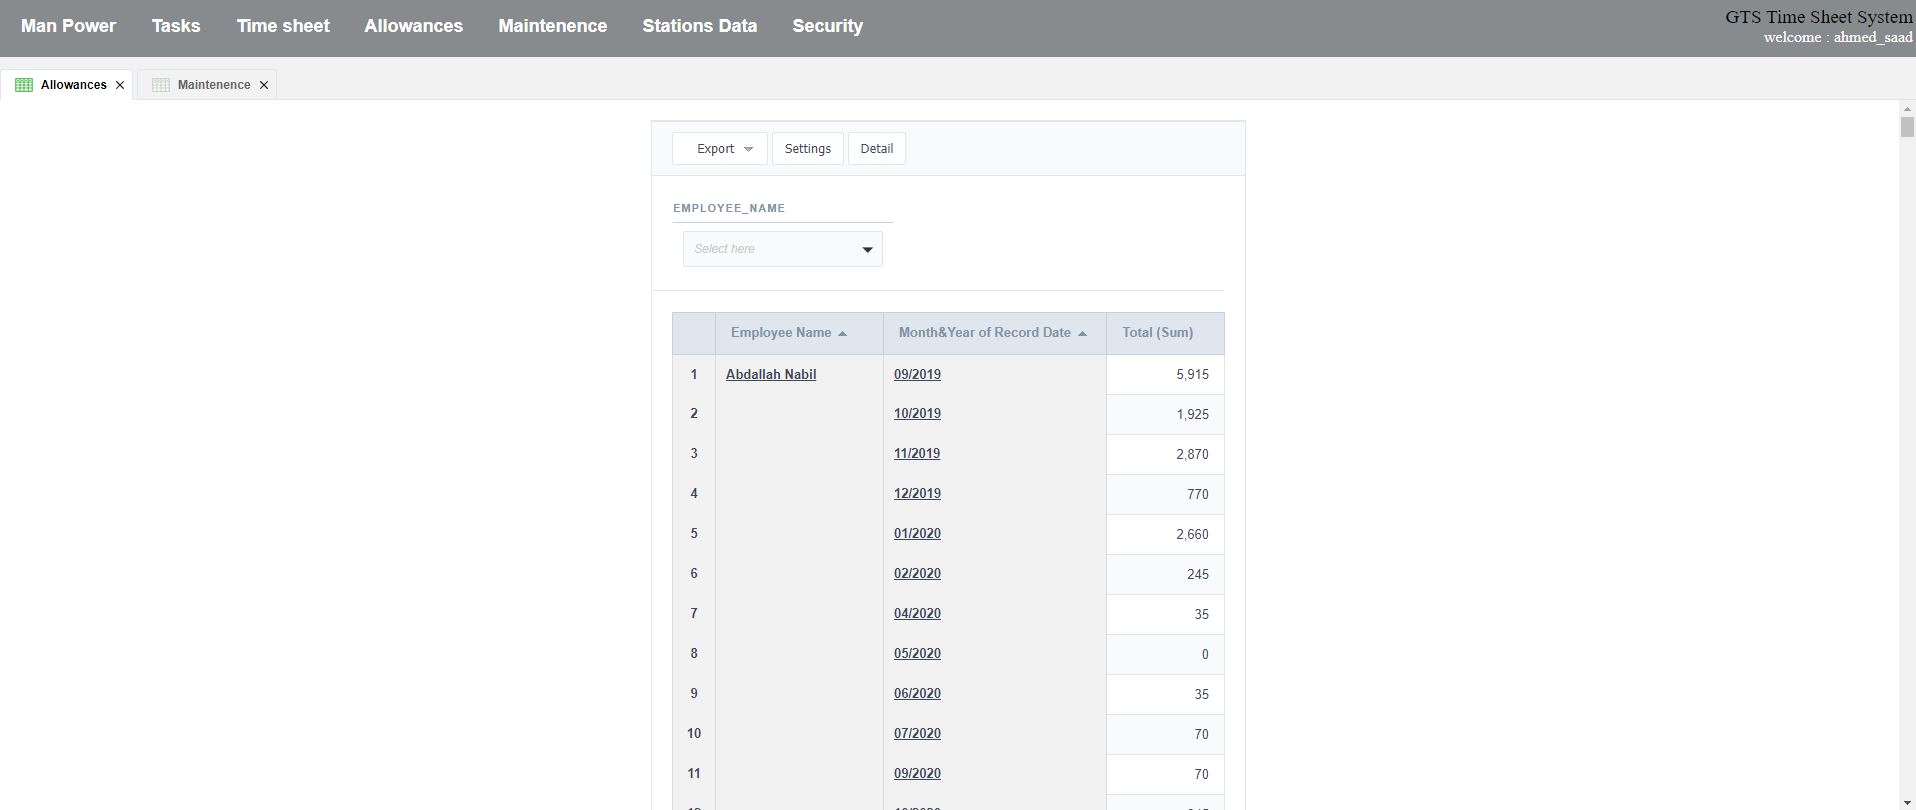 Man Power Tasks Time sheet Allowances Maintenence Stations Data Security
GTS Time Sheet System
welcome : ahmed_saad
Allowances Maintenence
Export Settings Detail
EMPLOYEE_NAME
Select here
Employee Name Month&Year of Record Date Total (Sum)
1 Abdallah Nabil 09/2019 5,915
2 10/2019 1,925
3 11/2019 2,870
4 12/2019 770
5 01/2020 2,660
6 02/2020 245
7 04/2020 35
8 05/2020 0
9 06/2020 35
10 07/2020 70
11 09/2020 70